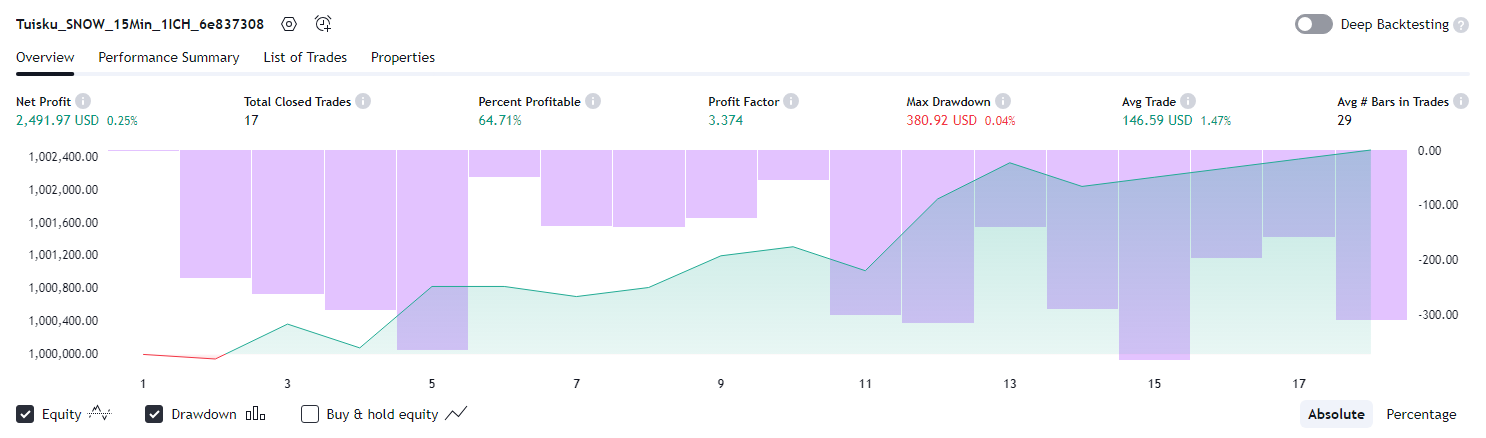 Tuisku_SNOW_15Min_1ICH_6e837308
Deep Backtesting ?
Overview Performance Summary List of Trades Properties
Net Profit i Total Closed Trades i Percent Profitable i Profit Factor i Max Drawdown i Avg Trade i Avg # Bars in Trades i
2,491.97 USD 0.25% 17 64.71% 3.374 380.92 USD 0.04% 146.59 USD 1.47% 29
1,002,400.00 0.00
1,002,000.00
1,001,600.00 -100.00
1,001,200.00 -200.00
1,000,800.00
1,000,400.00 -300.00
1,000,000.00
1 3 5 7 9 11 13 15 17
Equity Drawdown Buy & hold equity Absolute Percentage